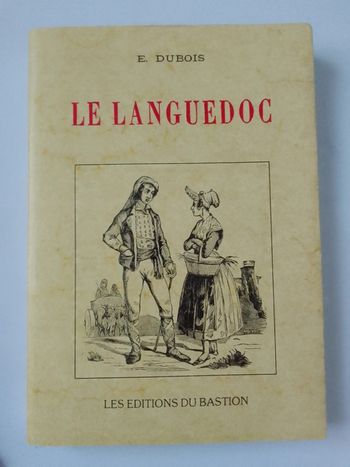 E. DUBOIS
LE LANGUEDOC
LES EDITIONS DU BASTION